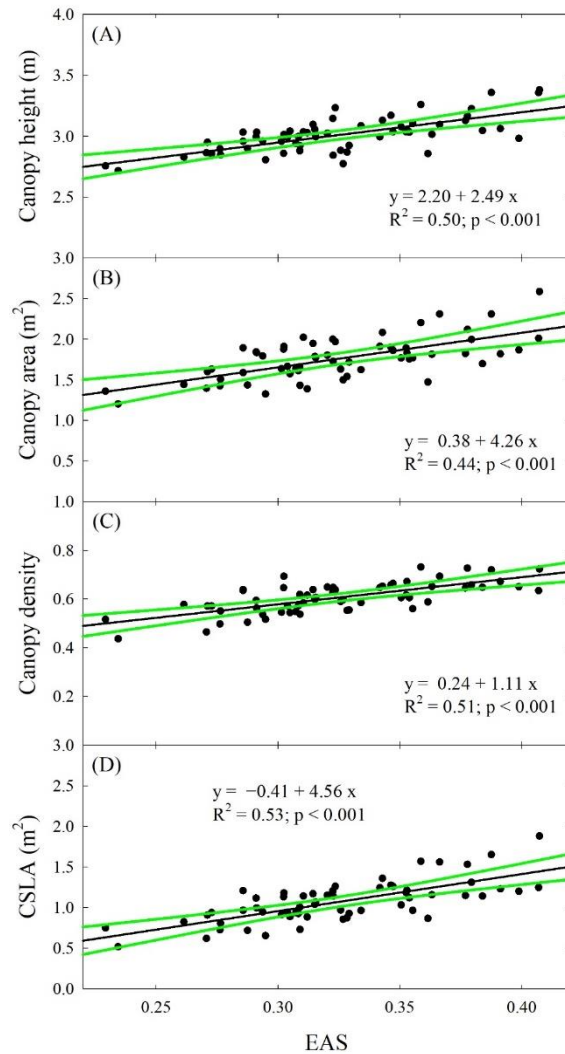 (A)
Canopy height (m)
4.0
3.5
3.0
2.5
y = 2.20 + 2.49 x
R² = 0.50; p < 0.001
3.0
(B)
Canopy area (m²)
2.5
2.0
1.5
1.0
0.5
y = 0.38 + 4.26 x
R² = 0.44; p < 0.001
1.0
(C)
Canopy density
0.8
0.6
0.4
0.2
y = 0.24 + 1.11 x
R² = 0.51; p < 0.001
3.0
(D)
CSLA (m²)
y = −0.41 + 4.56 x
R² = 0.53; p < 0.001
2.5
2.0
1.5
1.0
0.5
0.0
0.25 0.30 0.35 0.40
EAS